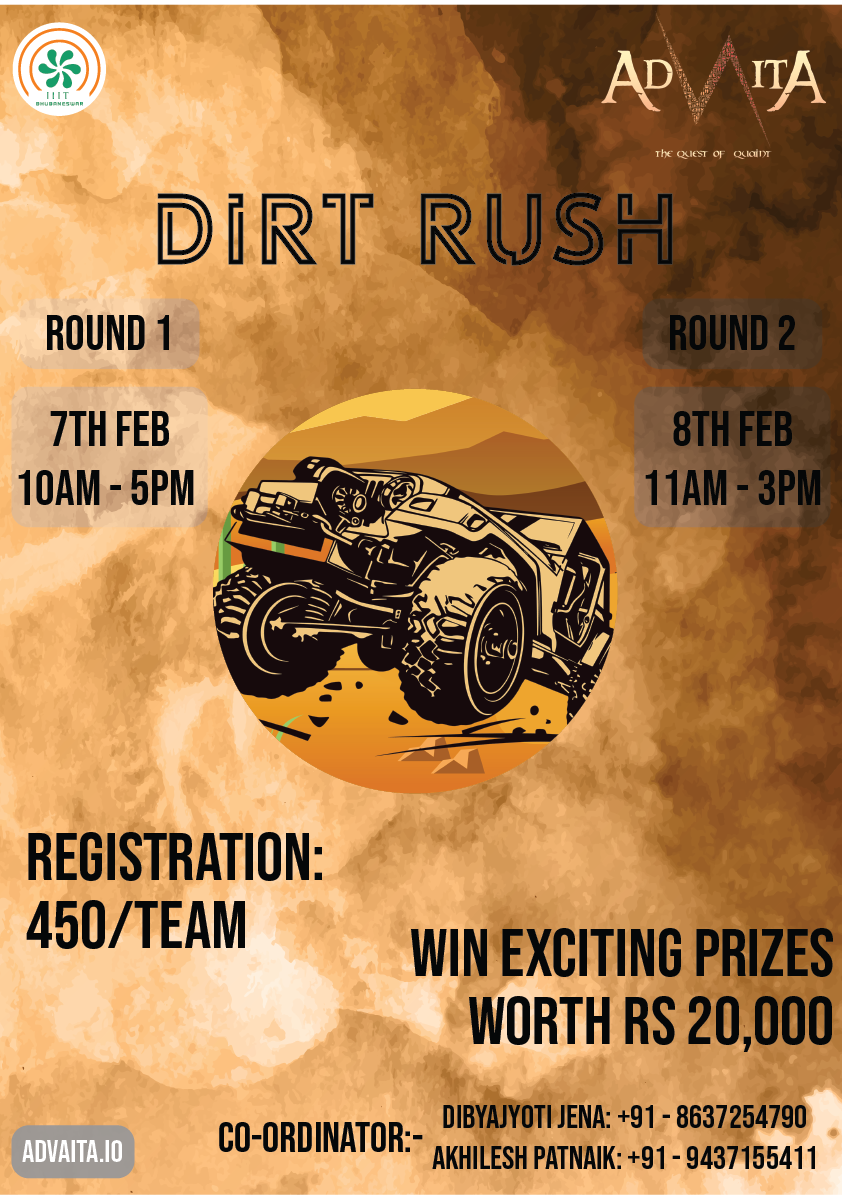 IIIT
BHUBANESWAR
ADVAITA
THE QUEST OF QUAINT
DiRT RUSH
ROUND 1
7TH FEB
10AM - 5PM
ROUND 2
8TH FEB
11AM - 3PM
REGISTRATION:
450/TEAM
WIN EXCITING PRIZES
WORTH RS 20,000
ADVAITA.IO
CO-ORDINATOR:-
DIBYAJYOTI JENA: +91 - 8637254790
AKHILESH PATNAIK: +91 - 9437155411